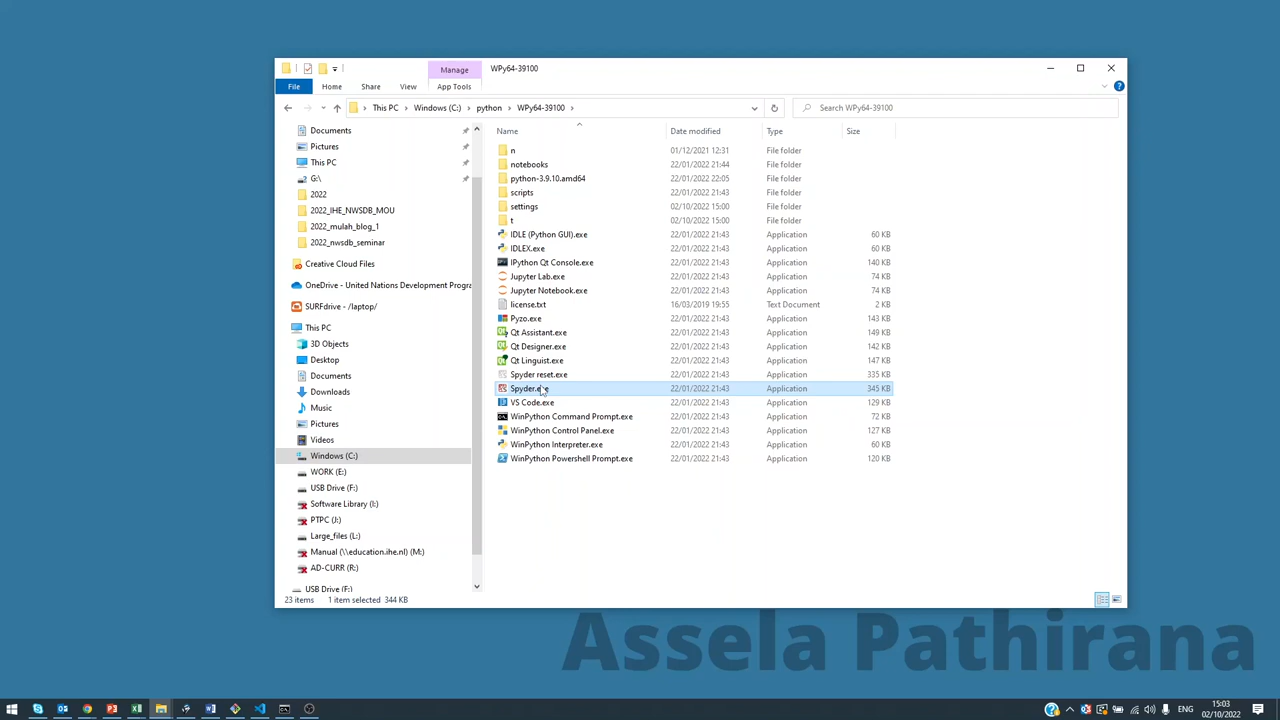 Manage
WPy64-39100
File
Home
Share
View
App Tools
This PC
Windows (C:)
python
WPy64-39100
Search WPy64-39100
Documents
Pictures
This PC
G:\
2022
2022_IHE_NWSDB_MOU
2022_mulah_blog_1
2022_nwsdb_seminar
Creative Cloud Files
OneDrive - United Nations Development Progra
SURFdrive - /laptop/
This PC
3D Objects
Desktop
Documents
Downloads
Music
Pictures
Videos
Windows (C:)
WORK (E:)
USB Drive (F:)
Software Library (I:)
PTPC (J:)
Large_files (L:)
Manual (\\education.ihe.nl) (M:)
AD-CURR (R:)
USB Drive (F:)
Name Date modified Type Size
n 01/12/2021 12:31 File folder
notebooks 22/01/2022 21:44 File folder
python-3.9.10.amd64 22/01/2022 22:05 File folder
scripts 22/01/2022 21:43 File folder
settings 02/10/2022 15:00 File folder
t 02/10/2022 15:00 File folder
IDLE (Python GUI).exe 22/01/2022 21:43 Application 60 KB
IDLEX.exe 22/01/2022 21:43 Application 60 KB
IPython Qt Console.exe 22/01/2022 21:43 Application 140 KB
Jupyter Lab.exe 22/01/2022 21:43 Application 74 KB
Jupyter Notebook.exe 22/01/2022 21:43 Application 74 KB
license.txt 16/03/2019 19:55 Text Document 2 KB
Pyzo.exe 22/01/2022 21:43 Application 143 KB
Qt Assistant.exe 22/01/2022 21:43 Application 149 KB
Qt Designer.exe 22/01/2022 21:43 Application 142 KB
Qt Linguist.exe 22/01/2022 21:43 Application 147 KB
Spyder reset.exe 22/01/2022 21:43 Application 335 KB
Spyder.exe 22/01/2022 21:43 Application 345 KB
VS Code.exe 22/01/2022 21:43 Application 129 KB
WinPython Command Prompt.exe 22/01/2022 21:43 Application 72 KB
WinPython Control Panel.exe 22/01/2022 21:43 Application 127 KB
WinPython Interpreter.exe 22/01/2022 21:43 Application 60 KB
WinPython Powershell Prompt.exe 22/01/2022 21:43 Application 120 KB
23 items 1 item selected 344 KB
Assela Pathirana
ENG
15:03
02/10/2022